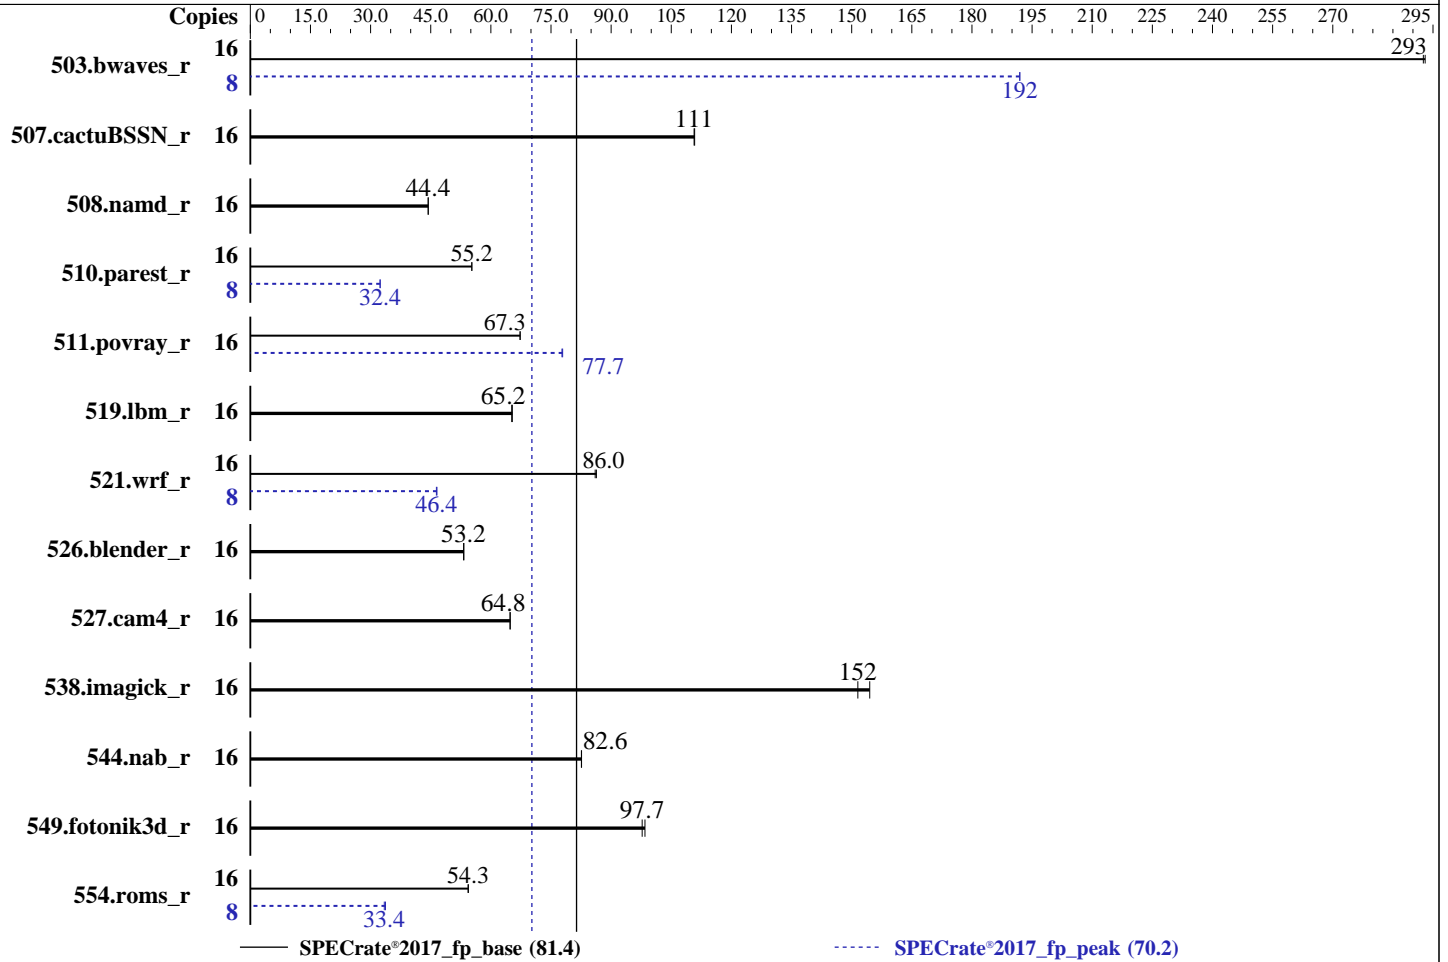 Copies 0 15.0 30.0 45.0 60.0 75.0 90.0 105 120 135 150 165 180 195 210 225 240 255 270 295
503.bwaves_r 16 293
8 192
507.cactuBSSN_r 16 111
508.namd_r 16 44.4
510.parest_r 16 55.2
8 32.4
511.povray_r 16 67.3
77.7
519.lbm_r 16 65.2
521.wrf_r 16 86.0
8 46.4
526.blender_r 16 53.2
527.cam4_r 16 64.8
538.imagick_r 16 152
544.nab_r 16 82.6
549.fotonik3d_r 16 97.7
554.roms_r 16 54.3
8 33.4
SPECrate®2017_fp_base (81.4) SPECrate®2017_fp_peak (70.2)